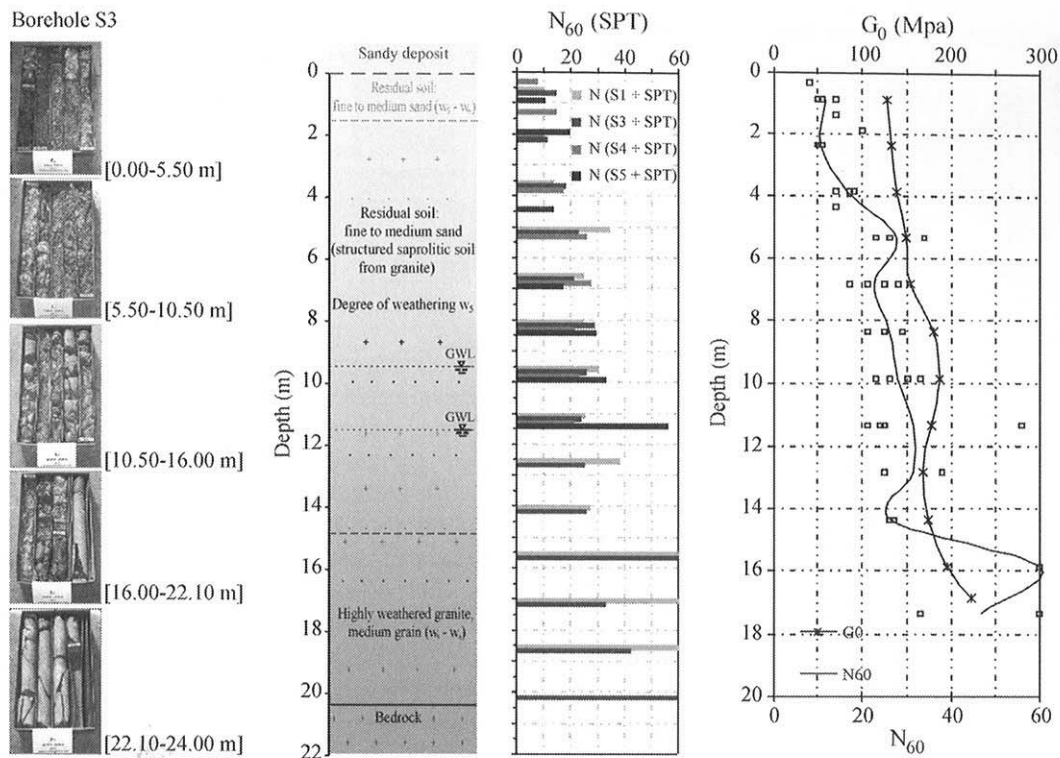 Borehole S3
[0.00-5.50 m]
[5.50-10.50 m]
[10.50-16.00 m]
[16.00-22.10 m]
[22.10-24.00 m]
Sandy deposit
Residual soil:
fine to medium sand
Residual soil:
fine to medium sand
(structured saprolitic soil
from granite)
Degree of weathering w5
GWL
GWL
Highly weathered granite,
medium grain
Bedrock
Depth (m)
0
2
4
6
8
10
12
14
16
18
20
22
N60 (SPT)
0 20 40 60
N (S1 ÷ SPT)
N (S3 ÷ SPT)
N (S4 ÷ SPT)
N (S5 ÷ SPT)
G0 (Mpa)
0 100 150 200 300
Depth (m)
0
2
4
6
8
10
12
14
16
18
20
G0
N60
0 20 40 60
N60